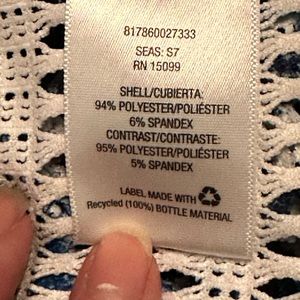 817860027333
SEAS: S7
RN 15099
SHELL/CUBIERTA:
94% POLYESTER/POLIÉSTER
6% SPANDEX
CONTRAST/CONTRASTE:
95% POLYESTER/POLIÉSTER
5% SPANDEX
LABEL MADE WITH
Recycled (100%) BOTTLE MATERIAL